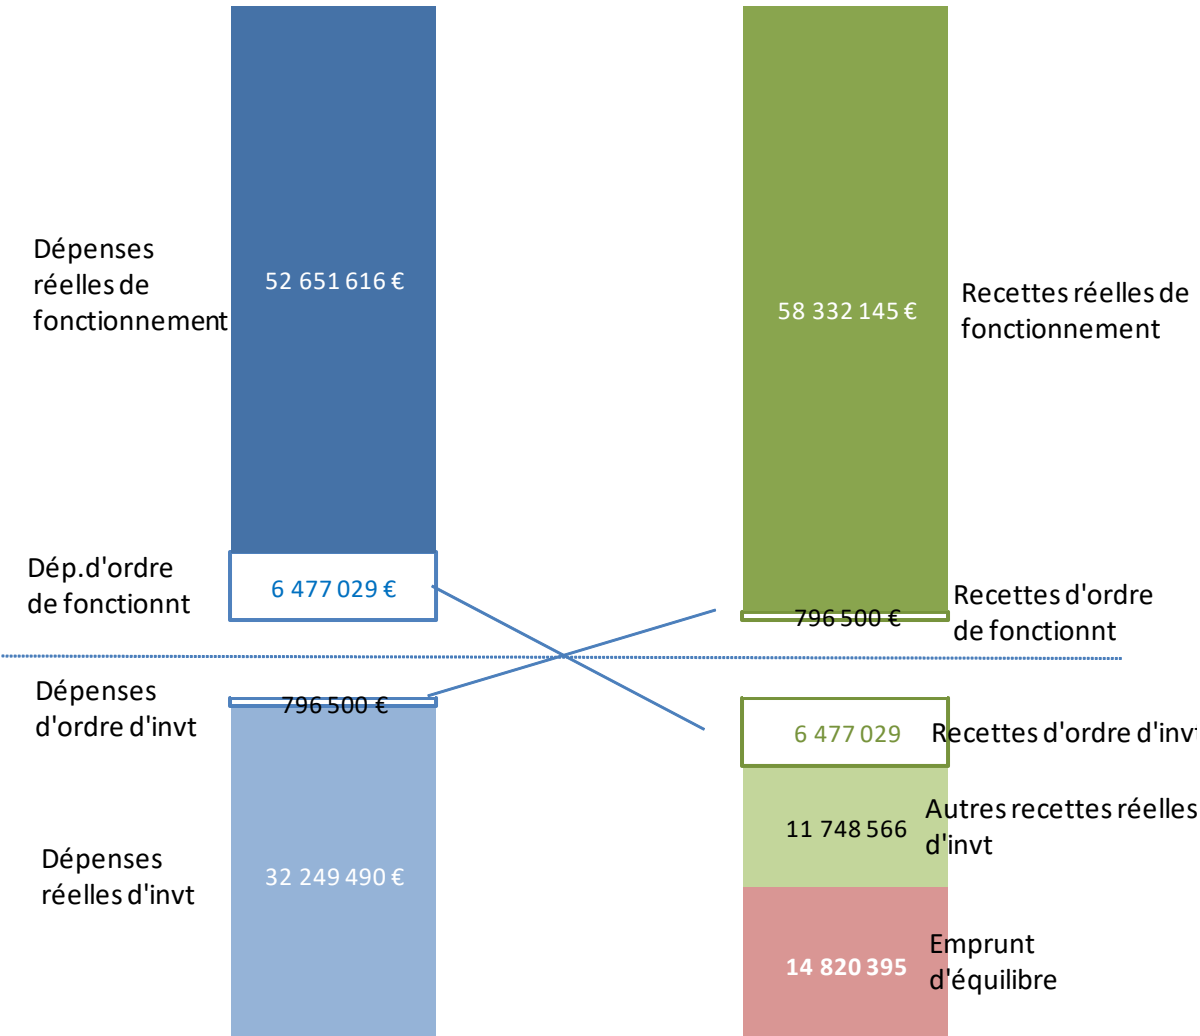 Dépenses
réelles de
fonctionnement
52 651 616 €
58 332 145 €
Recettes réelles de
fonctionnement
Dép.d'ordre
de fonctionnt
6 477 029 €
796 500 €
Recettes d'ordre
de fonctionnt
Dépenses
d'ordre d'invt
796 500 €
6 477 029
Recettes d'ordre d'invt
11 748 566
Autres recettes réelles
d'invt
Dépenses
réelles d'invt
32 249 490 €
14 820 395
Emprunt
d'équilibre